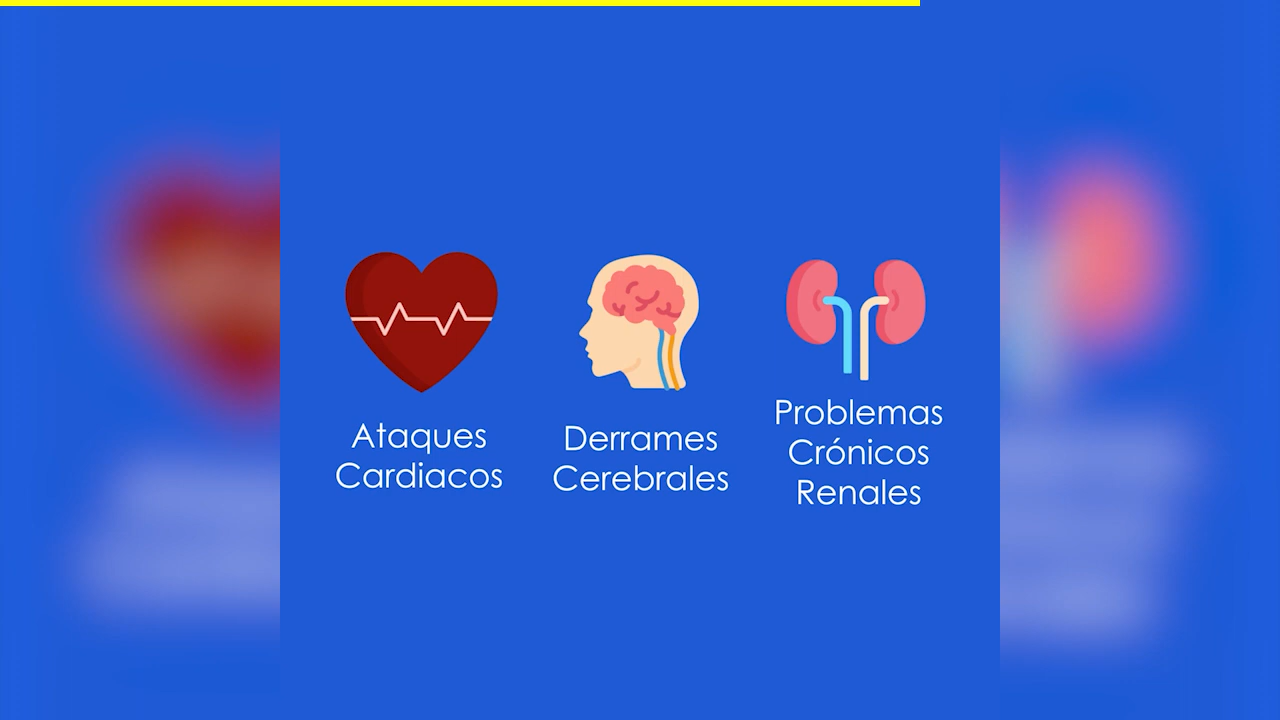 Ataques
Cardiacos
Derrames
Cerebrales
Problemas
Crónicos
Renales